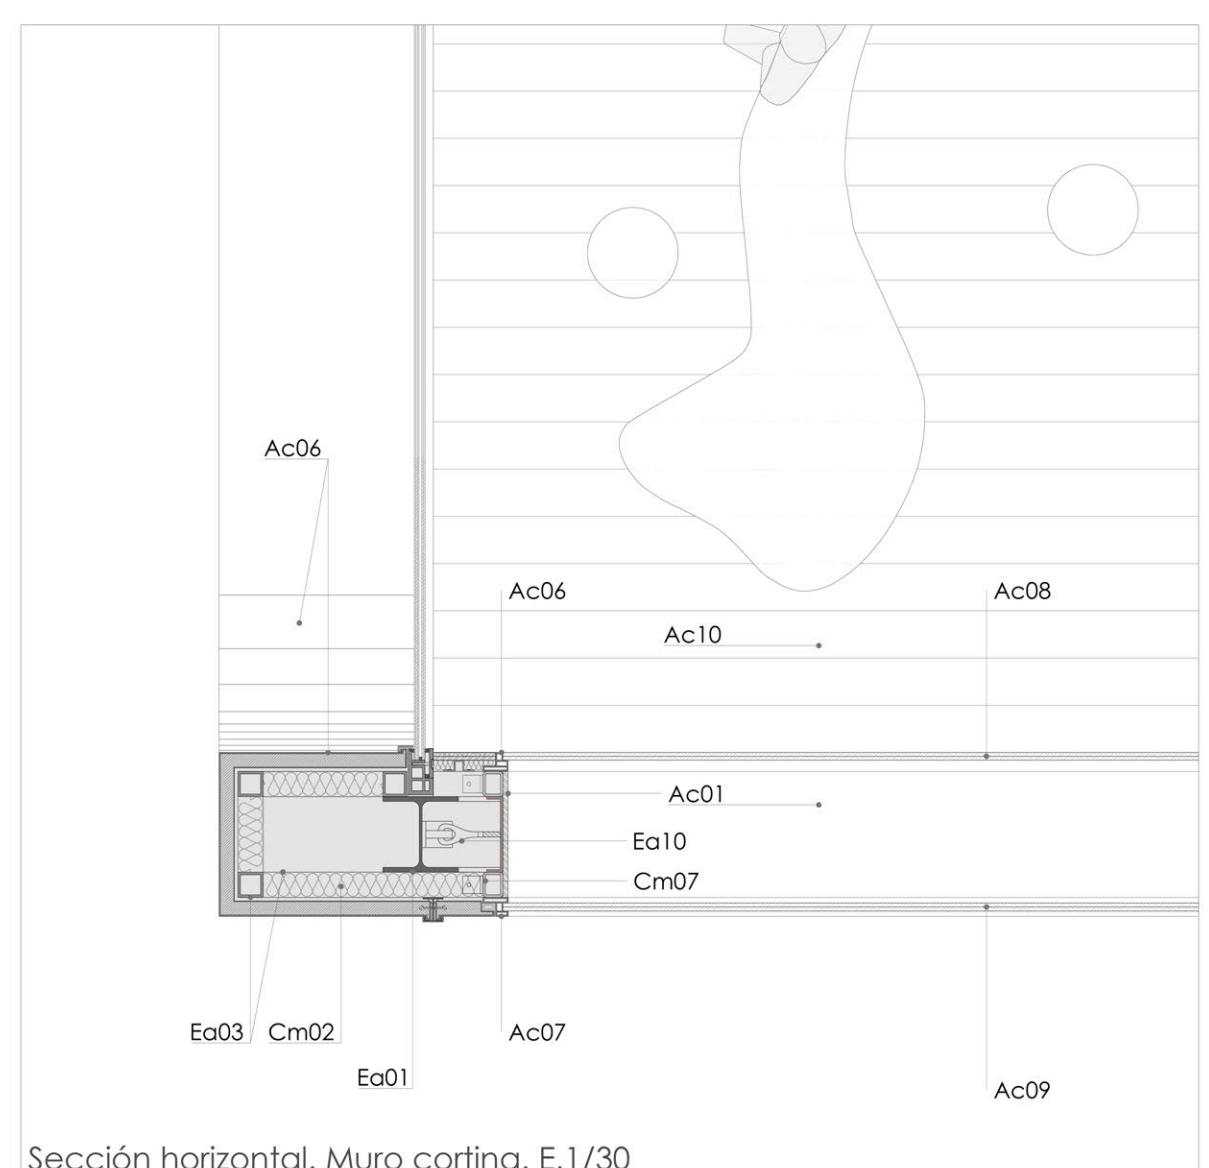 Ac06
Ac06
Ac08
Ac10
Ac01
Ea10
Cm07
Ea03
Cm02
Ac07
Ea01
Ac09
Sección horizontal. Muro cortina. E.1/30